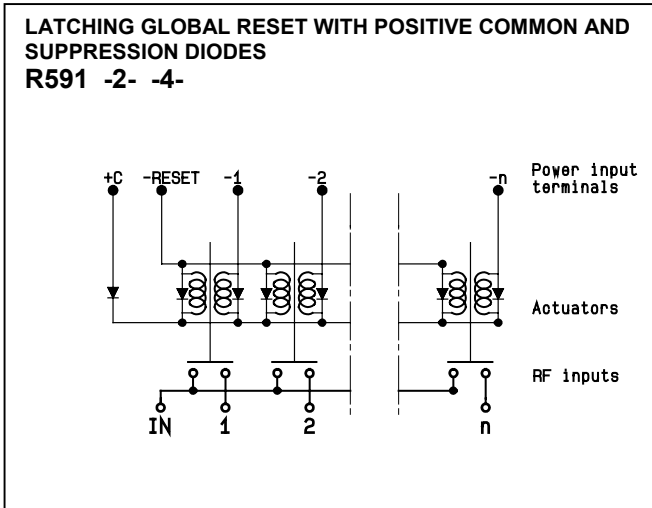 LATCHING GLOBAL RESET WITH POSITIVE COMMON AND
SUPPRESSION DIODES
R591 -2- -4-
+C -RESET -1 -2 -n
Power input
terminals
Actuators
RF inputs
IN 1 2 n